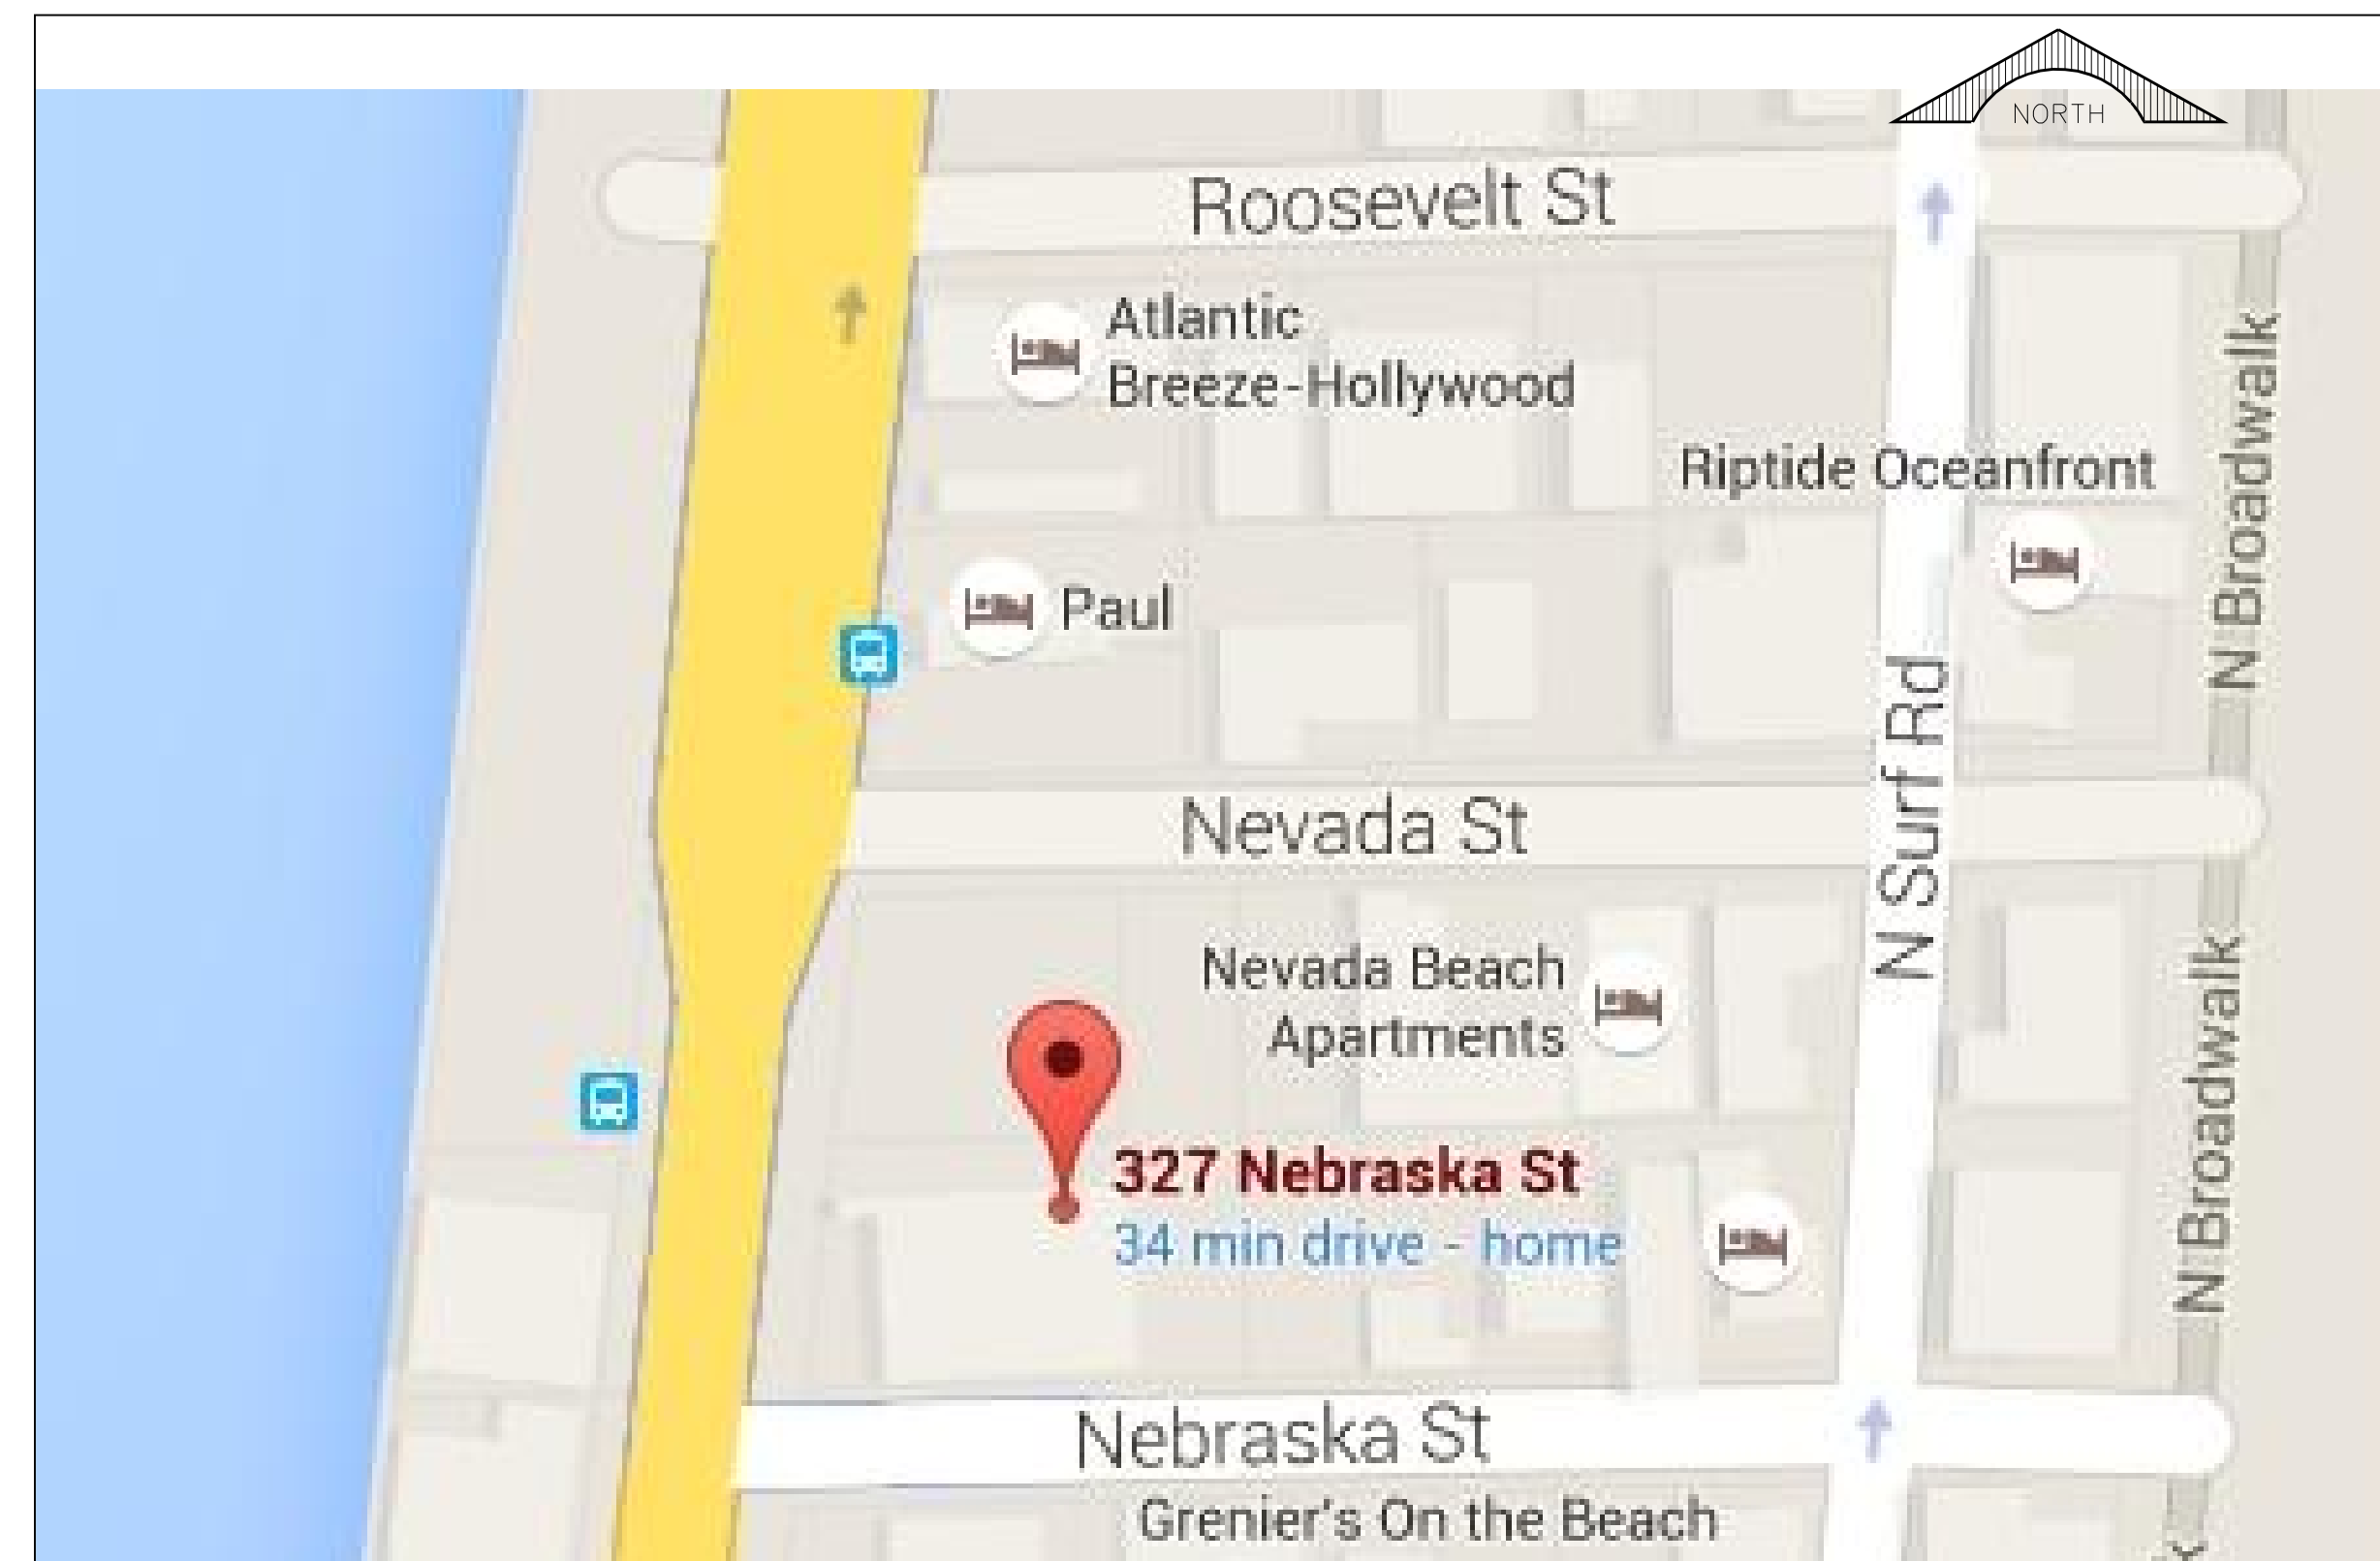 NORTH
Roosevelt St
Atlantic
Breeze-Hollywood
Riptide Oceanfront
N Broadwalk
Paul
N Surf Rd
Nevada St
Nevada Beach
Apartments
N Broadwalk
327 Nebraska St
34 min drive - home
Nebraska St
Grenier's On the Beach